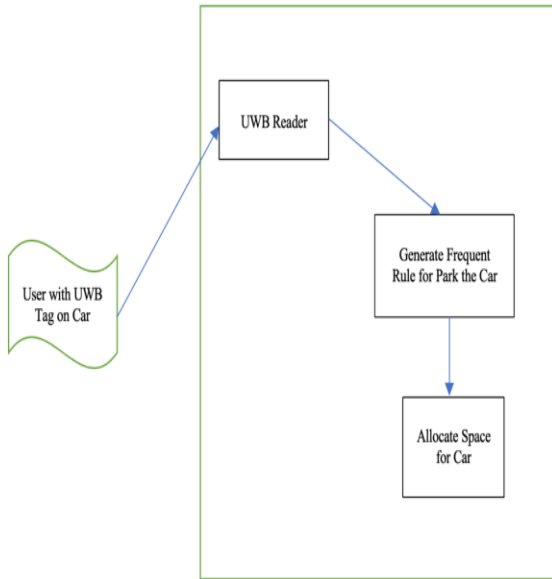 UWB Reader
Generate Frequent
Rule for Park the Car
User with UWB
Tag on Car
Allocate Space
for Car